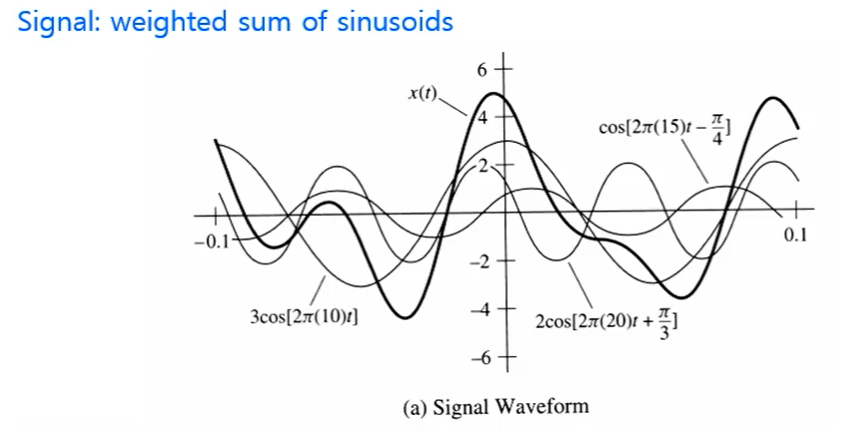 Signal: weighted sum of sinusoids
6
x(t)
4
cos[2π(15)t – π/4]
2
–0.1
0.1
–2
3cos[2π(10)t]
–4
2cos[2π(20)t + π/3]
–6
(a) Signal Waveform